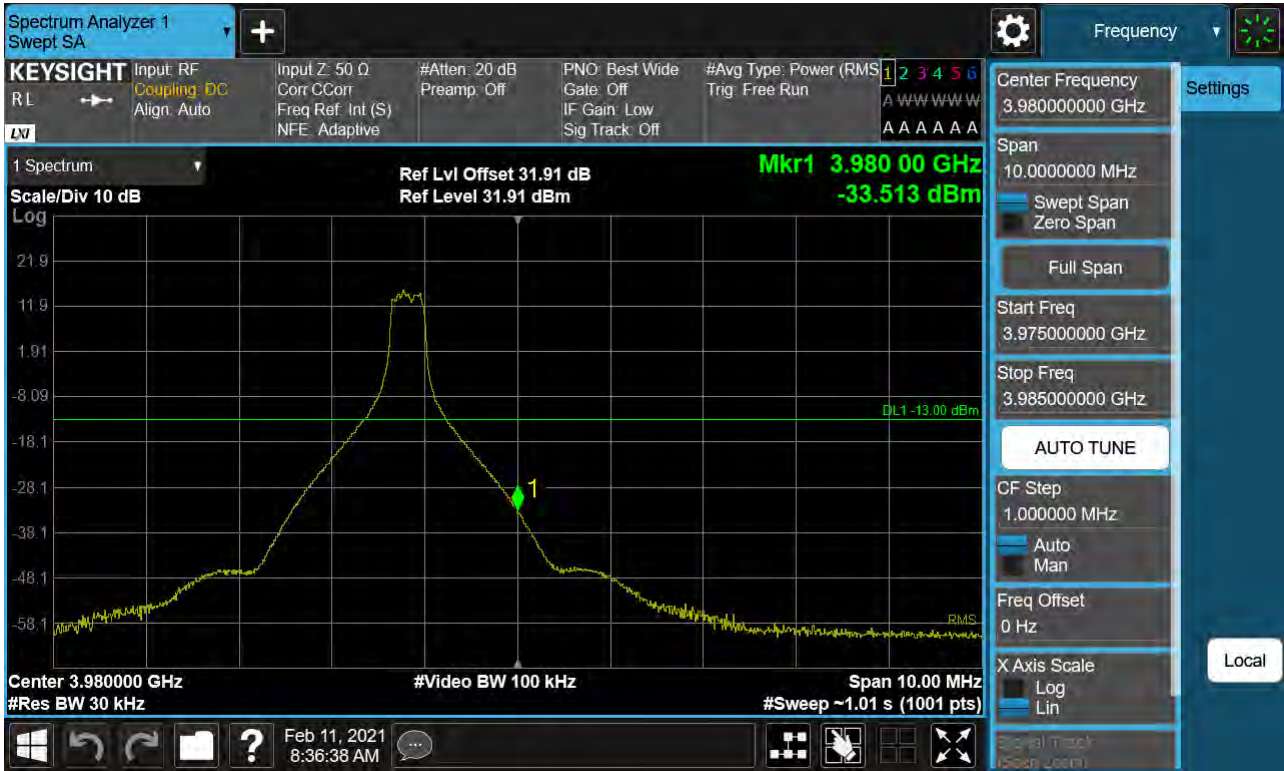 Spectrum Analyzer 1
Swept SA
Frequency
KEYSIGHT
RL
LXI
Input: RF
Coupling: DC
Align: Auto
Input Z: 50 Ω
Corr CCorr
Freq Ref: Int (S)
NFE: Adaptive
#Atten: 20 dB
Preamp: Off
PNO: Best Wide
Gate: Off
IF Gain: Low
Sig Track: Off
#Avg Type: Power (RMS
Trig: Free Run
1 2 3 4 5 6
A W W W W W
A A A A A A
1 Spectrum
Scale/Div 10 dB
Log
Ref Lvl Offset 31.91 dB
Ref Level 31.91 dBm
Mkr1 3.980 00 GHz
-33.513 dBm
21.9
11.9
1.91
-8.09
DL1 -13.00 dBm
-18.1
-28.1
1
-38.1
-48.1
-58.1
RMS
Center 3.980000 GHz
#Res BW 30 kHz
#Video BW 100 kHz
Span 10.00 MHz
#Sweep ~1.01 s (1001 pts)
Feb 11, 2021
8:36:38 AM
Center Frequency
3.980000000 GHz
Settings
Span
10.0000000 MHz
Swept Span
Zero Span
Full Span
Start Freq
3.975000000 GHz
Stop Freq
3.985000000 GHz
AUTO TUNE
CF Step
1.000000 MHz
Auto
Man
Freq Offset
0 Hz
X Axis Scale
Log
Lin
Local
Signal Track
(Span Zoom)